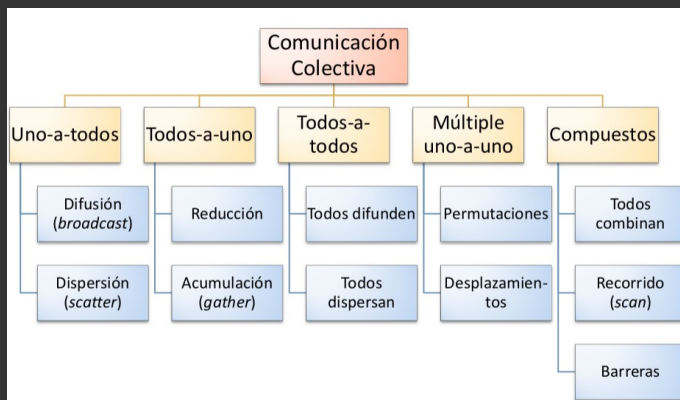 Comunicación
Colectiva
Uno-a-todos
Todos-a-uno
Todos-a-
todos
Múltiple
uno-a-uno
Compuestos
Difusión
(broadcast)
Dispersión
(scatter)
Reducción
Acumulación
(gather)
Todos difunden
Todos
dispersan
Permutaciones
Desplazamien-
tos
Todos
combinan
Recorrido
(scan)
Barreras